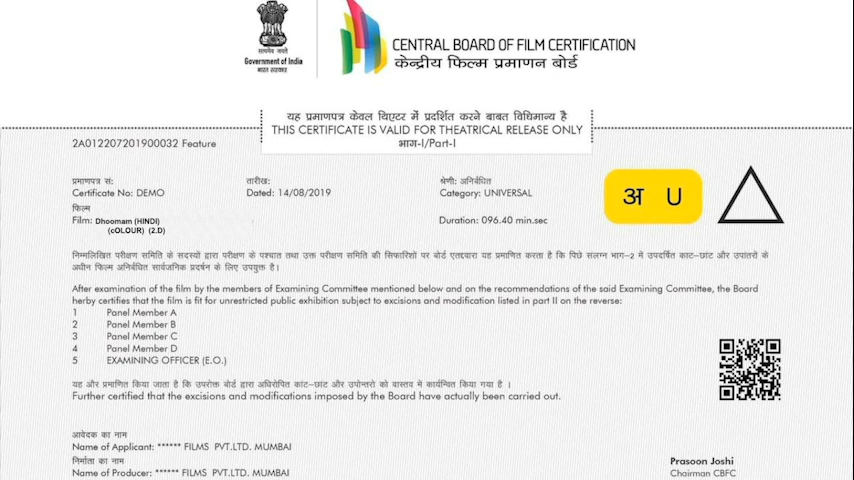 सत्यमेव जयते
Government of India
भारत सरकार
CENTRAL BOARD OF FILM CERTIFICATION
केन्द्रीय फिल्म प्रमाणन बोर्ड
यह प्रमाणपत्र केवल थिएटर में प्रदर्शित करने बाबत विधिमान्य है
THIS CERTIFICATE IS VALID FOR THEATRICAL RELEASE ONLY
भाग-I/Part-I
2A012207201900032 Feature
प्रमाणपत्र सं:
Certificate No: DEMO
तारीख:
Dated: 14/08/2019
श्रेणी: अनिर्बंधित
Category: UNIVERSAL
अ U
फिल्म
Film: Dhoomam (HINDI)
(cOLOUR) (2.D)
Duration: 096.40 min.sec
निम्नलिखित परीक्षण समिति के सदस्यों द्वारा परीक्षण के पश्चात तथा उक्त परीक्षण समिति की सिफारिशों पर बोर्ड एतद्द्वारा यह प्रमाणित करता है कि पिछे संलग्न भाग-2 में उपदर्षित काट-छांट और उपांतरो के
अधीन फिल्म अनिर्बंधित सार्वजनिक प्रदर्षन के लिए उपयुक्त है।
After examination of the film by the members of Examining Committee mentioned below and on the recommendations of the said Examining Committee, the Board
herby certifies that the film is fit for unrestricted public exhibition subject to excisions and modification listed in part II on the reverse:
1 Panel Member A
2 Panel Member B
3 Panel Member C
4 Panel Member D
5 EXAMINING OFFICER (E.O.)
यह और प्रमाणित किया जाता है कि उपरोक्त बोर्ड द्वारा अधिरोपित कांट-छांट और उपोन्तरो को वास्तव में कार्यन्वित किया गया है ।
Further certified that the excisions and modifications imposed by the Board have actually been carried out.
आवेदक का नाम
Name of Applicant: ****** FILMS PVT.LTD. MUMBAI
निर्माता का नाम
Name of Producer: ****** FILMS PVT.LTD. MUMBAI
Prasoon Joshi
Chairman CBFC